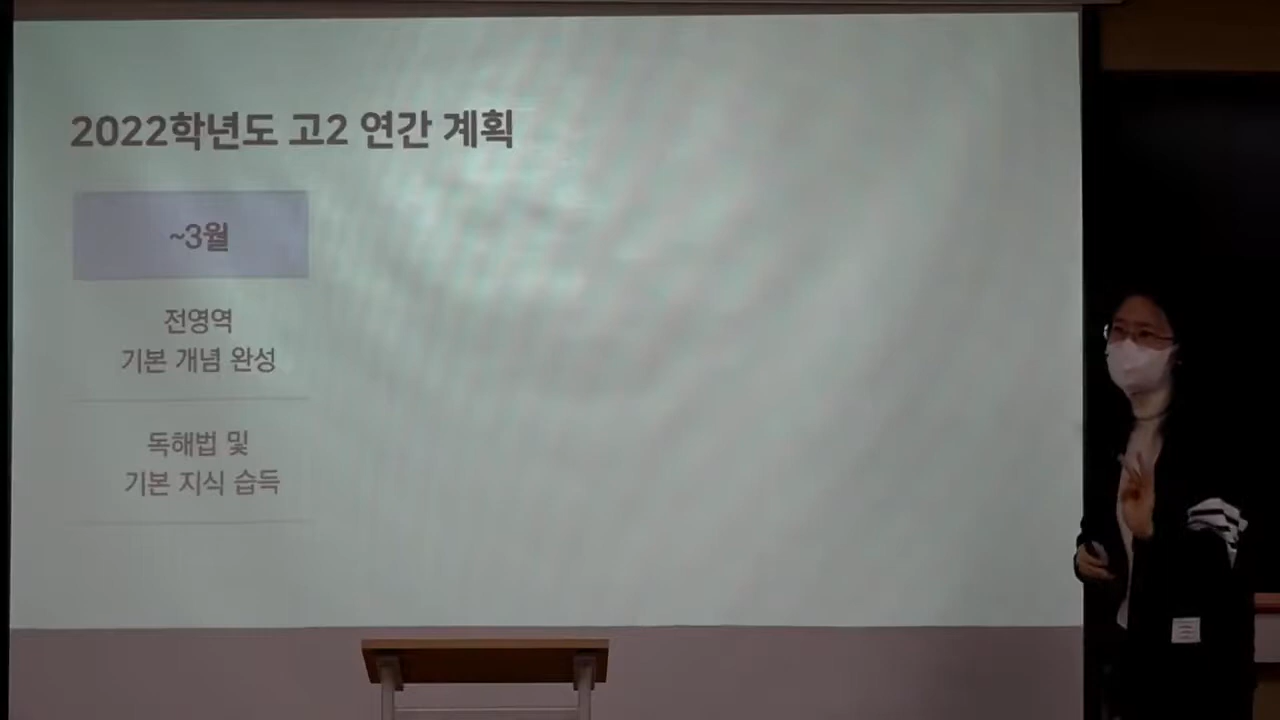 2022학년도 고2 연간 계획
~3월
전영역
기본 개념 완성
독해법 및
기본 지식 습득